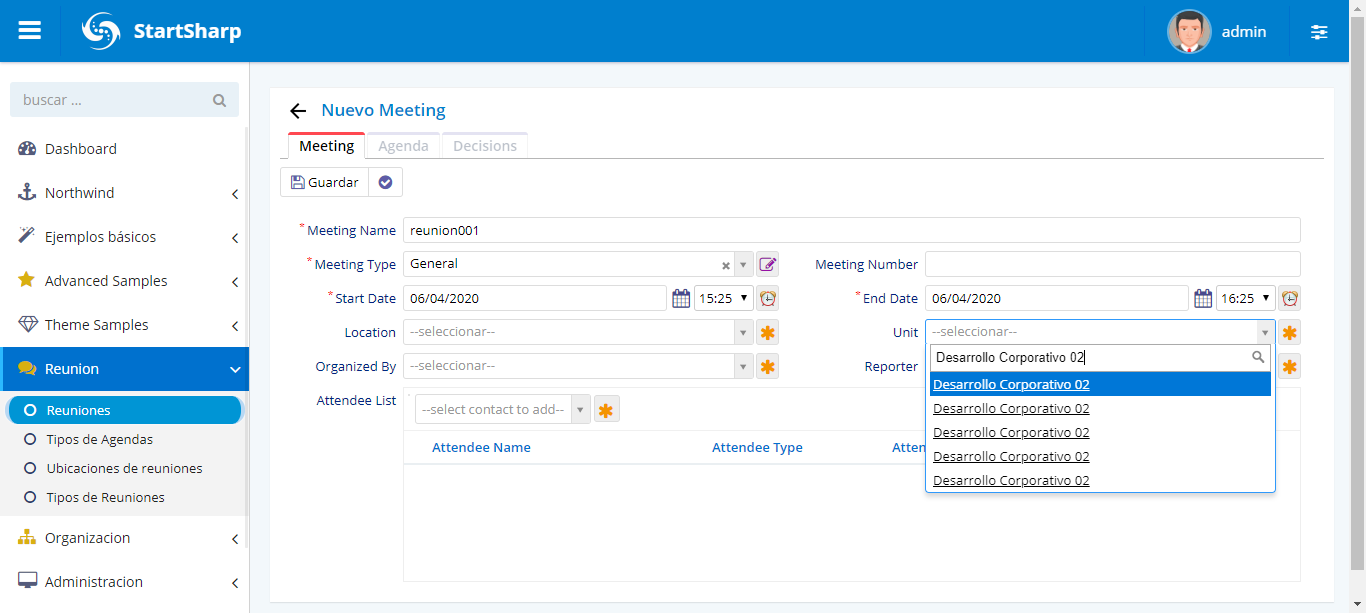 StartSharp
admin
buscar ...
Dashboard
Northwind
Ejemplos básicos
Advanced Samples
Theme Samples
Reunion
Reuniones
Tipos de Agendas
Ubicaciones de reuniones
Tipos de Reuniones
Organizacion
Administracion
Nuevo Meeting
Meeting Agenda Decisions
Guardar
* Meeting Name reunion001
* Meeting Type General Meeting Number
* Start Date 06/04/2020 15:25 * End Date 06/04/2020 16:25
Location --seleccionar-- Unit --seleccionar--
Organized By --seleccionar-- Reporter
Desarrollo Corporativo 02
Desarrollo Corporativo 02
Desarrollo Corporativo 02
Desarrollo Corporativo 02
Desarrollo Corporativo 02
Desarrollo Corporativo 02
Attendee List --select contact to add--
Attendee Name Attendee Type Atten